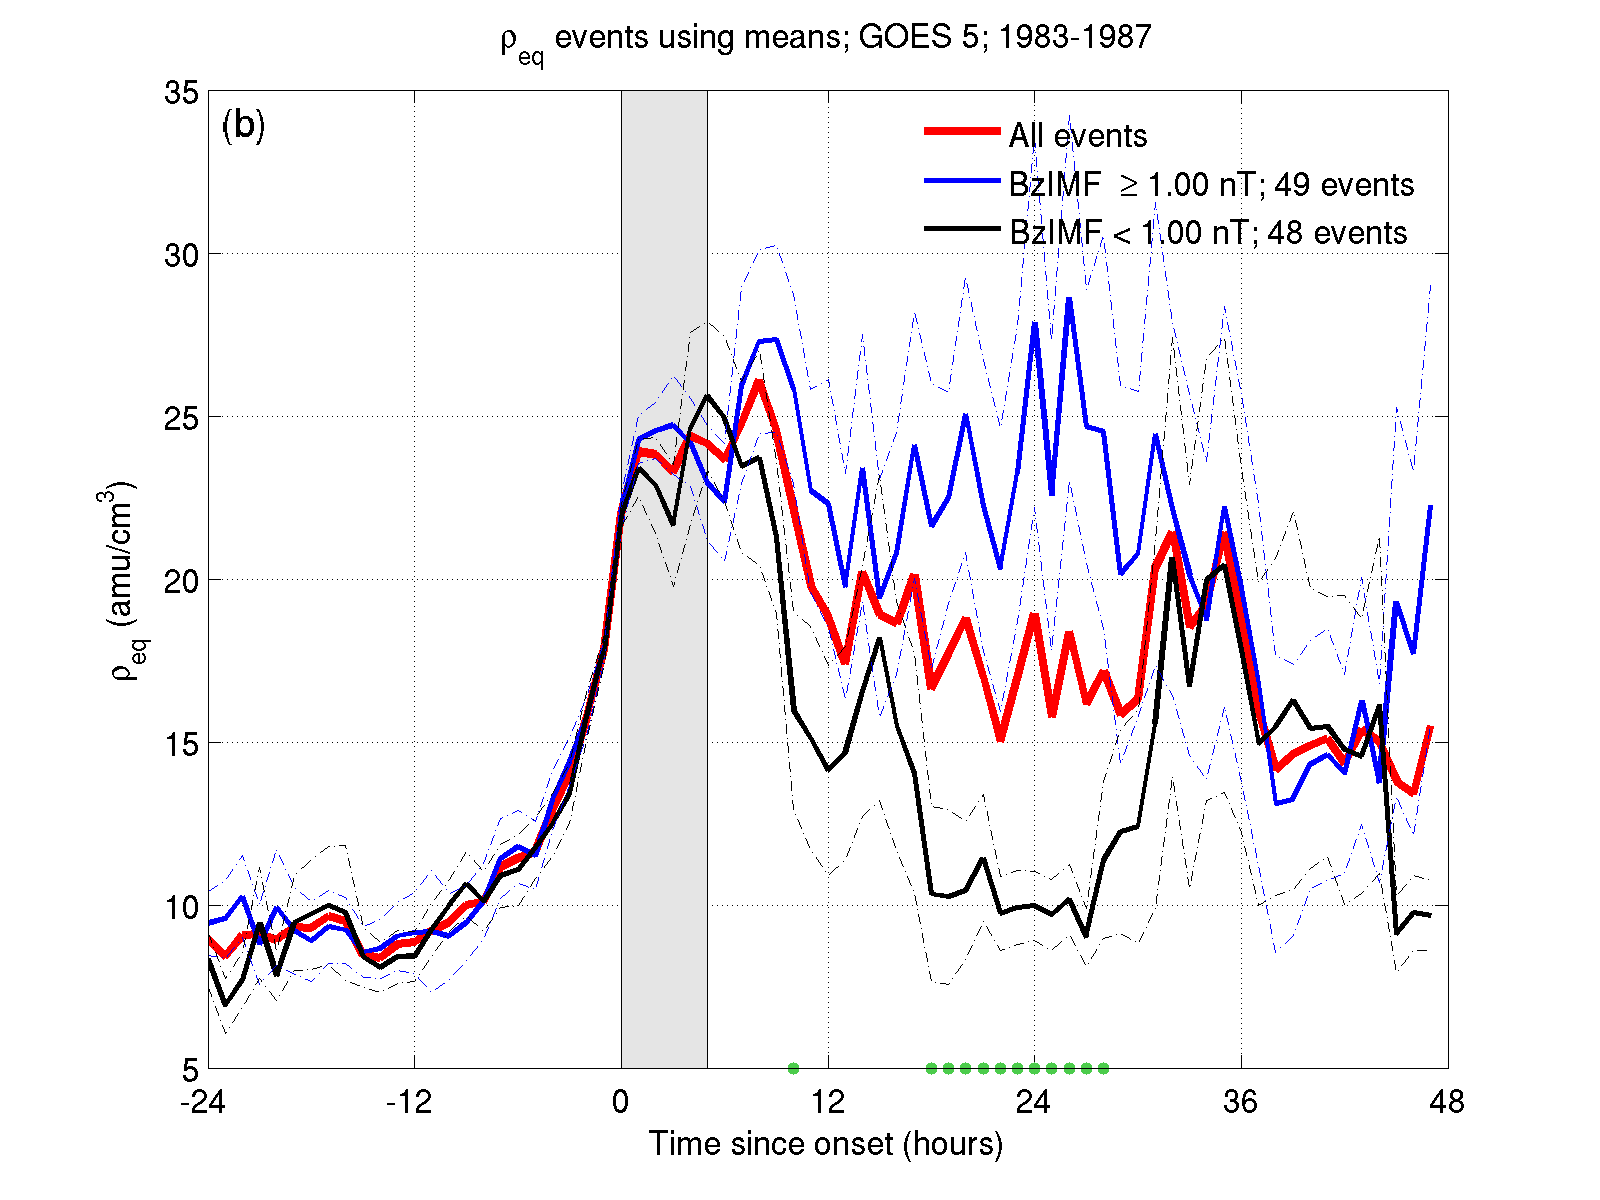 ρeq events using means; GOES 5; 1983-1987
(b)
All events
BzIMF ≥ 1.00 nT; 49 events
BzIMF < 1.00 nT; 48 events
35
30
25
20
15
10
5
ρeq (amu/cm3)
-24 -12 0 12 24 36 48
Time since onset (hours)